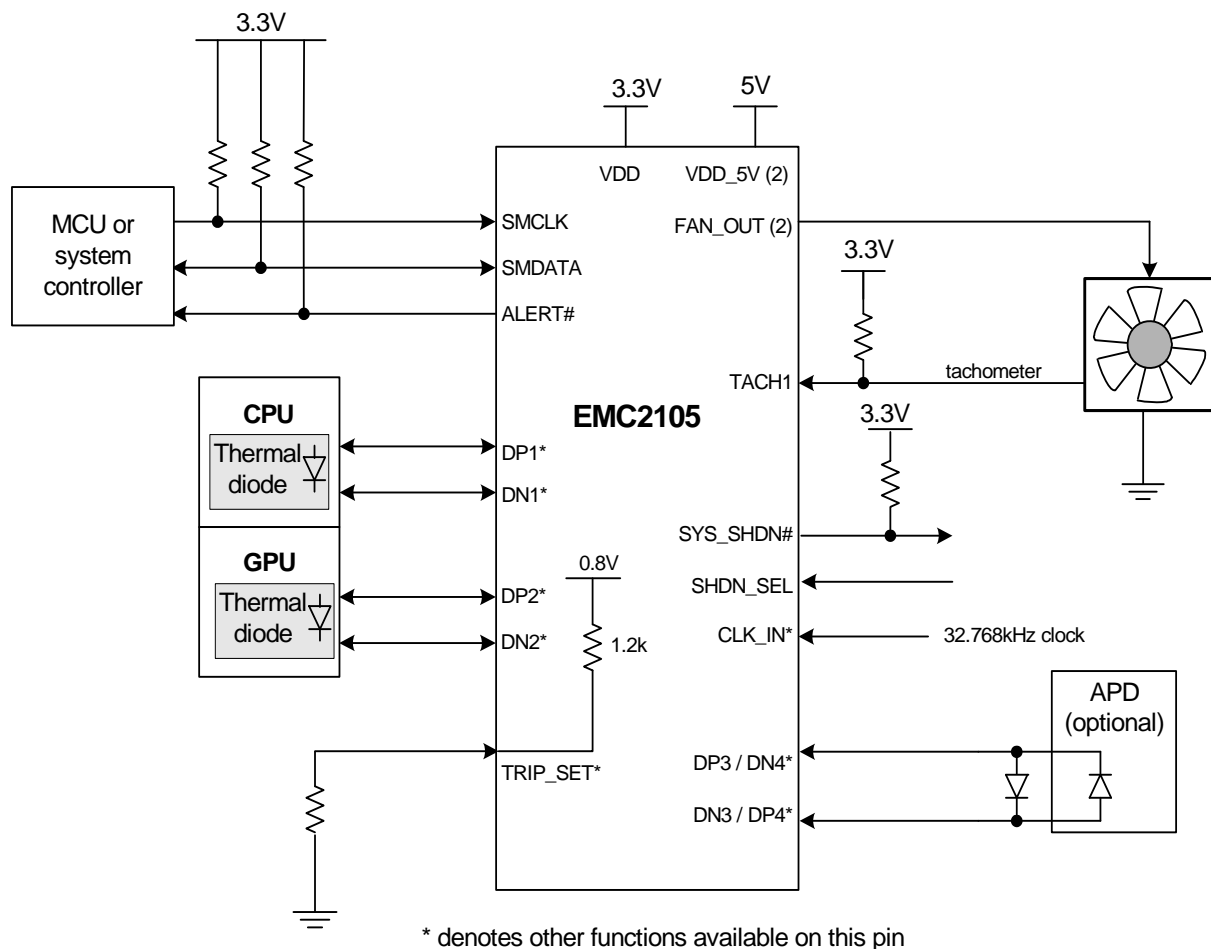 3.3V
3.3V
5V
VDD
VDD_5V (2)
MCU or
system
controller
SMCLK
SMDATA
ALERT#
FAN_OUT (2)
3.3V
TACH1
tachometer
EMC2105
CPU
Thermal
diode
DP1*
DN1*
3.3V
SYS_SHDN#
GPU
Thermal
diode
DP2*
DN2*
0.8V
1.2k
SHDN_SEL
CLK_IN*
32.768kHz clock
TRIP_SET*
APD
(optional)
DP3 / DN4*
DN3 / DP4*
* denotes other functions available on this pin